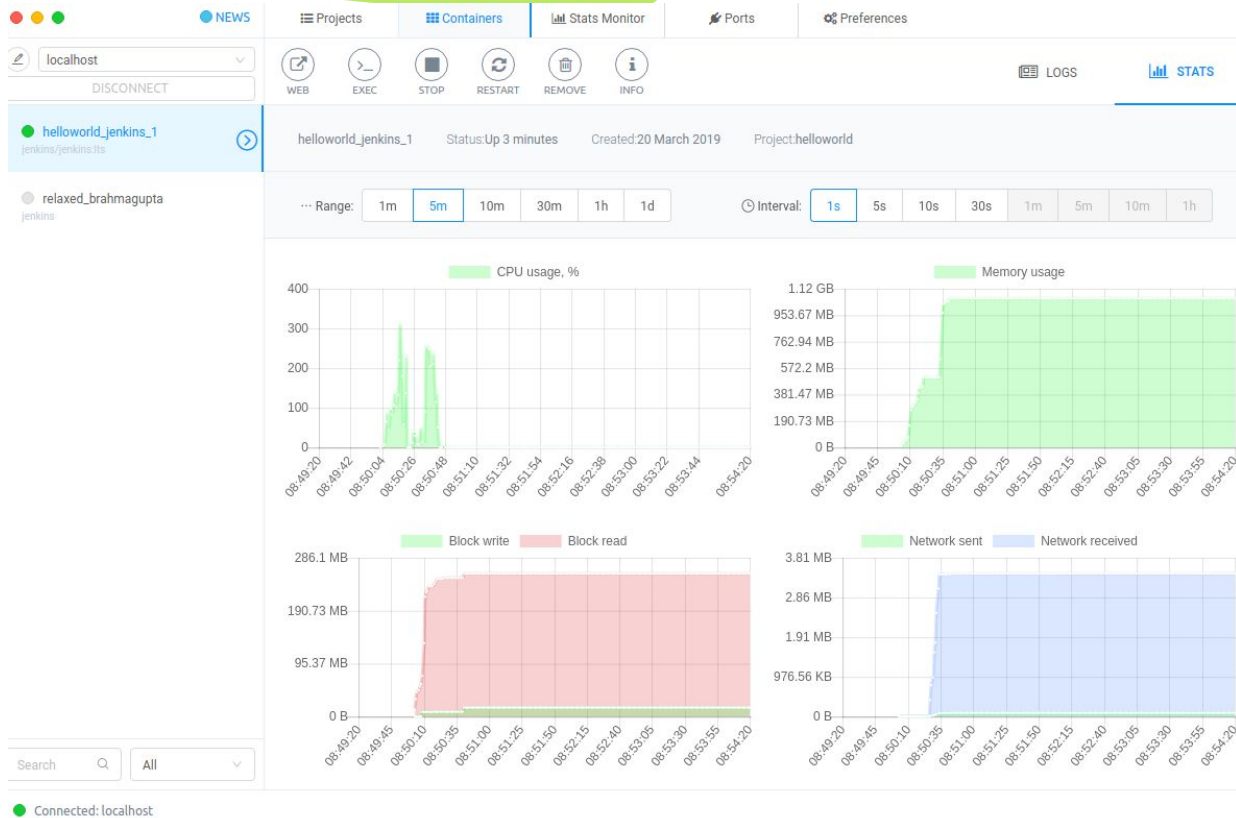 NEWS
Projects Containers Stats Monitor Ports Preferences
localhost
DISCONNECT
WEB EXEC STOP RESTART REMOVE INFO
LOGS STATS
helloworld_jenkins_1
jenkins/jenkins:lts
relaxed_brahmagupta
jenkins
helloworld_jenkins_1 Status:Up 3 minutes Created:20 March 2019 Project:helloworld
··· Range: 1m 5m 10m 30m 1h 1d
Interval: 1s 5s 10s 30s 1m 5m 10m 1h
CPU usage, %
400
300
200
100
0
08:49:20 08:49:42 08:50:04 08:50:26 08:50:48 08:51:10 08:51:32 08:51:54 08:52:16 08:52:38 08:53:00 08:53:22 08:53:44 08:54:20
Memory usage
1.12 GB
953.67 MB
762.94 MB
572.2 MB
381.47 MB
190.73 MB
0 B
08:49:20 08:49:45 08:50:10 08:50:35 08:51:00 08:51:25 08:51:50 08:52:15 08:52:40 08:53:05 08:53:30 08:53:55 08:54:20
Block write Block read
286.1 MB
190.73 MB
95.37 MB
0 B
08:49:20 08:49:45 08:50:10 08:50:35 08:51:00 08:51:25 08:51:50 08:52:15 08:52:40 08:53:05 08:53:30 08:53:55 08:54:20
Network sent Network received
3.81 MB
2.86 MB
1.91 MB
976.56 KB
0 B
08:49:20 08:49:45 08:50:10 08:50:35 08:51:00 08:51:25 08:51:50 08:52:15 08:52:40 08:53:05 08:53:30 08:53:55 08:54:20
Search All
Connected: localhost